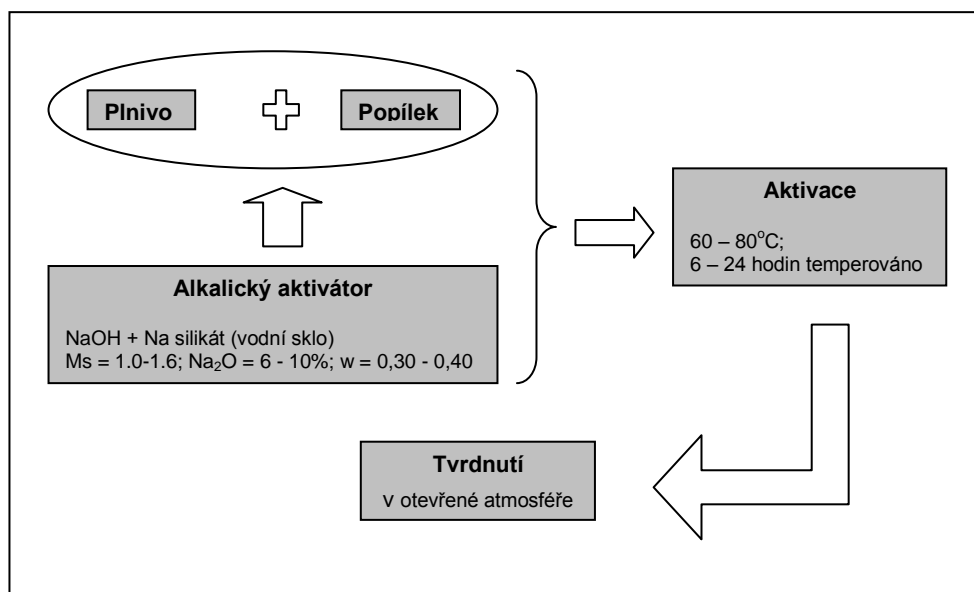 Plnivo
Popílek
Alkalický aktivátor
NaOH + Na silikát (vodní sklo)
Ms = 1.0-1.6; Na₂O = 6 - 10%; w = 0,30 - 0,40
Aktivace
60 – 80°C;
6 – 24 hodin temperováno
Tvrdnutí
v otevřené atmosféře